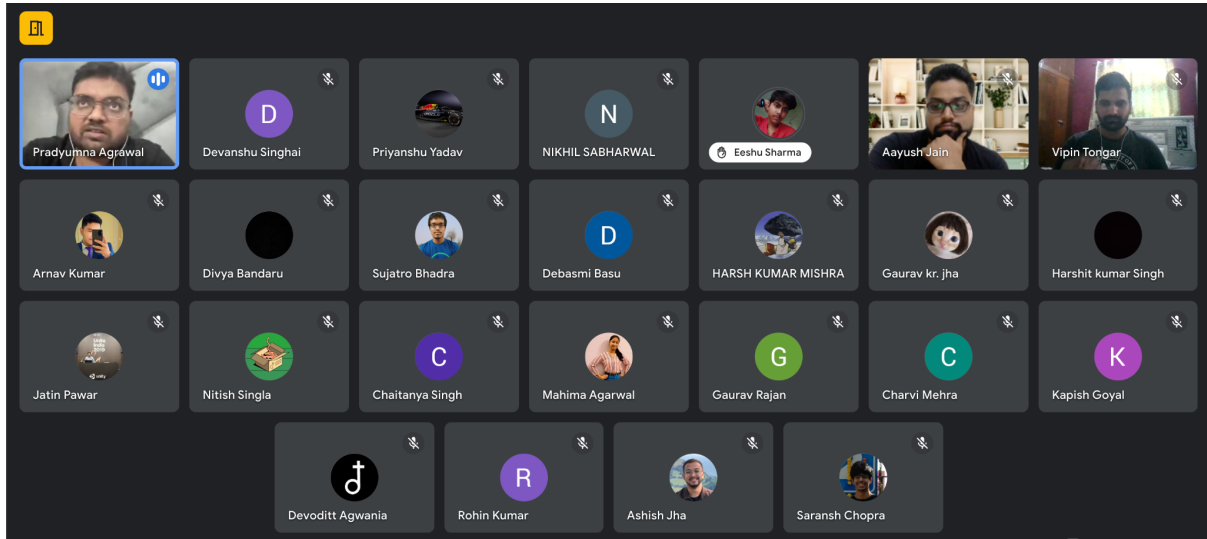 Pradyumna Agrawal
D
Devanshu Singhai
Priyanshu Yadav
N
NIKHIL SABHARWAL
Eeshu Sharma
Aayush Jain
Vipin Tongar
Arnav Kumar
Divya Bandaru
Sujatro Bhadra
D
Debasmi Basu
HARSH KUMAR MISHRA
Gaurav kr. jha
Harshit kumar Singh
Jatin Pawar
Nitish Singla
C
Chaitanya Singh
Mahima Agarwal
G
Gaurav Rajan
C
Charvi Mehra
K
Kapish Goyal
Devoditt Agwania
R
Rohin Kumar
Ashish Jha
Saransh Chopra